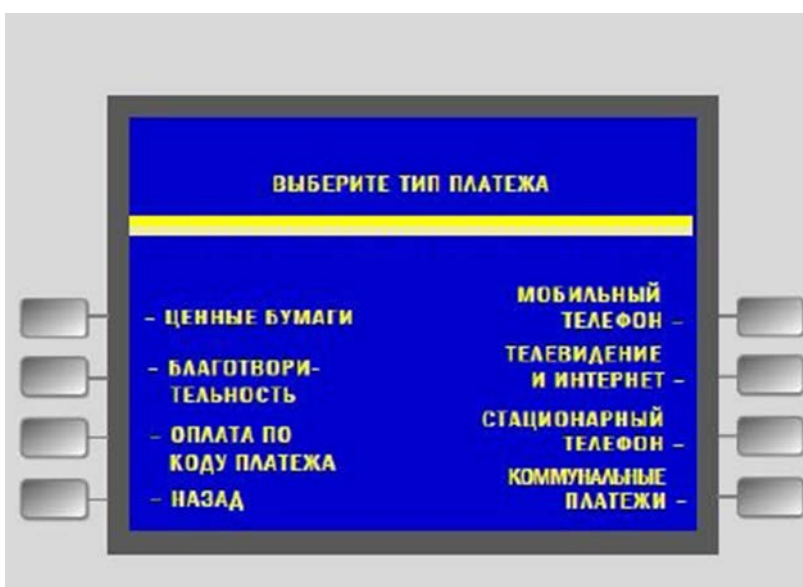 ВЫБЕРИТЕ ТИП ПЛАТЕЖА
- ЦЕННЫЕ БУМАГИ
- БЛАГОТВОРИ-
ТЕЛЬНОСТЬ
- ОПЛАТА ПО
КОДУ ПЛАТЕЖА
- НАЗАД
МОБИЛЬНЫЙ
ТЕЛЕФОН -
ТЕЛЕВИДЕНИЕ
И ИНТЕРНЕТ -
СТАЦИОНАРНЫЙ
ТЕЛЕФОН -
КОММУНАЛЬНЫЕ
ПЛАТЕЖИ -